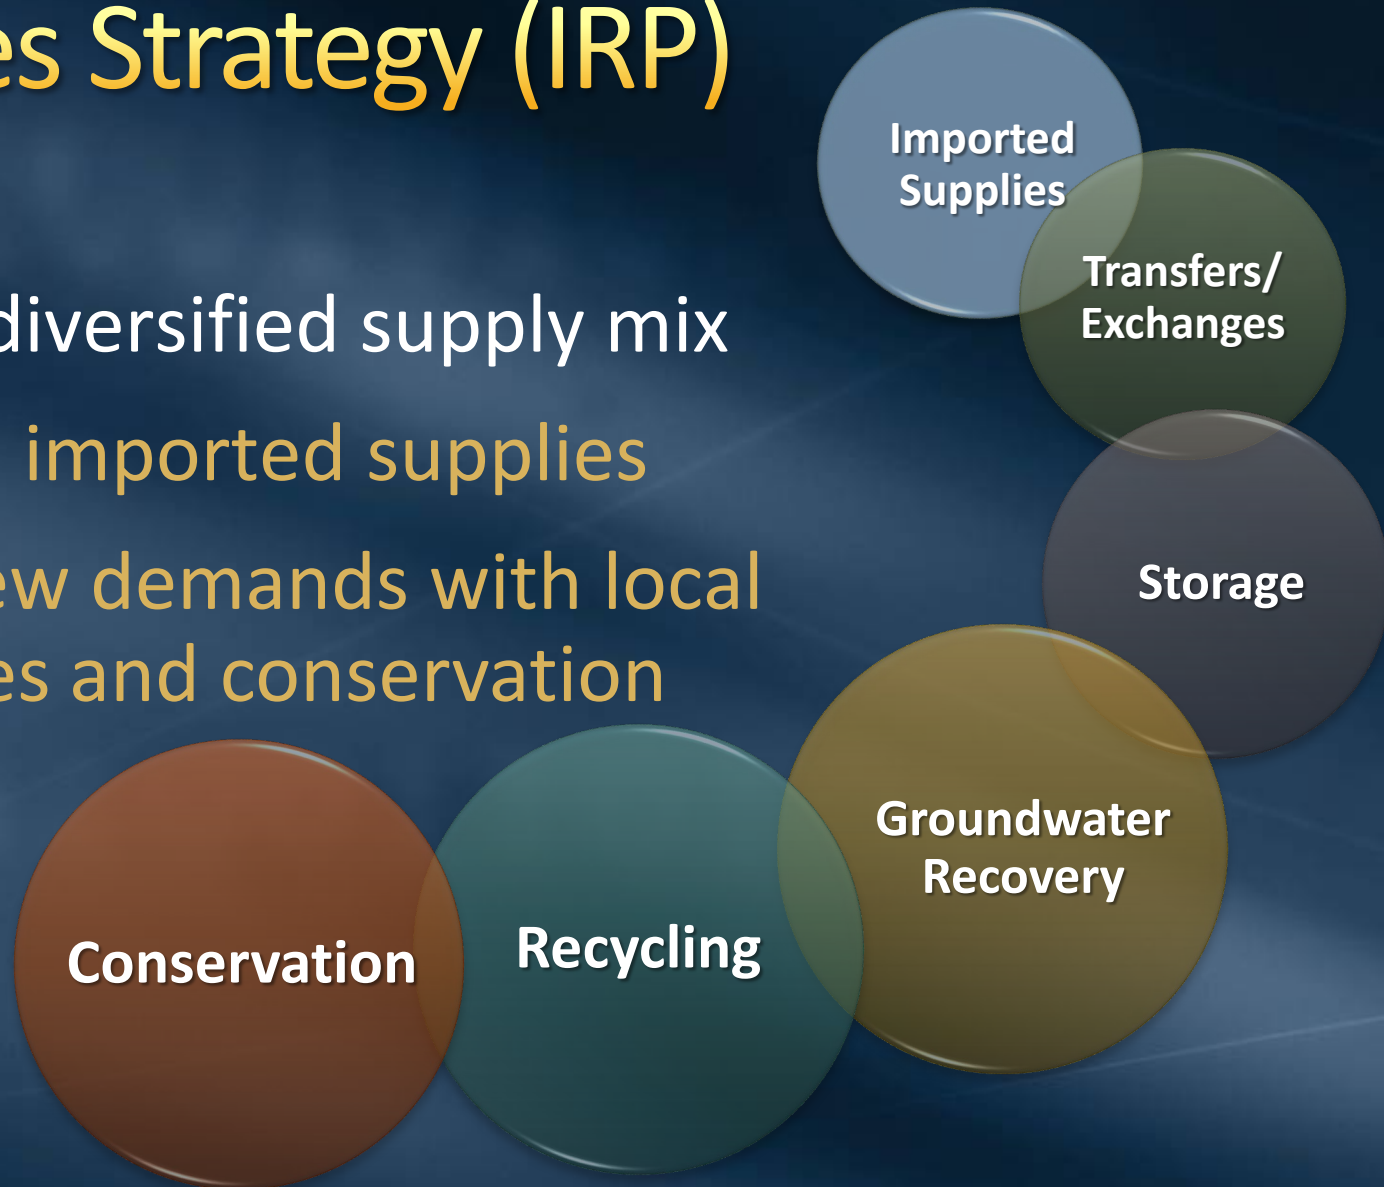 es Strategy (IRP)
diversified supply mix
imported supplies
ew demands with local
es and conservation
Imported
Supplies
Transfers/
Exchanges
Storage
Groundwater
Recovery
Recycling
Conservation